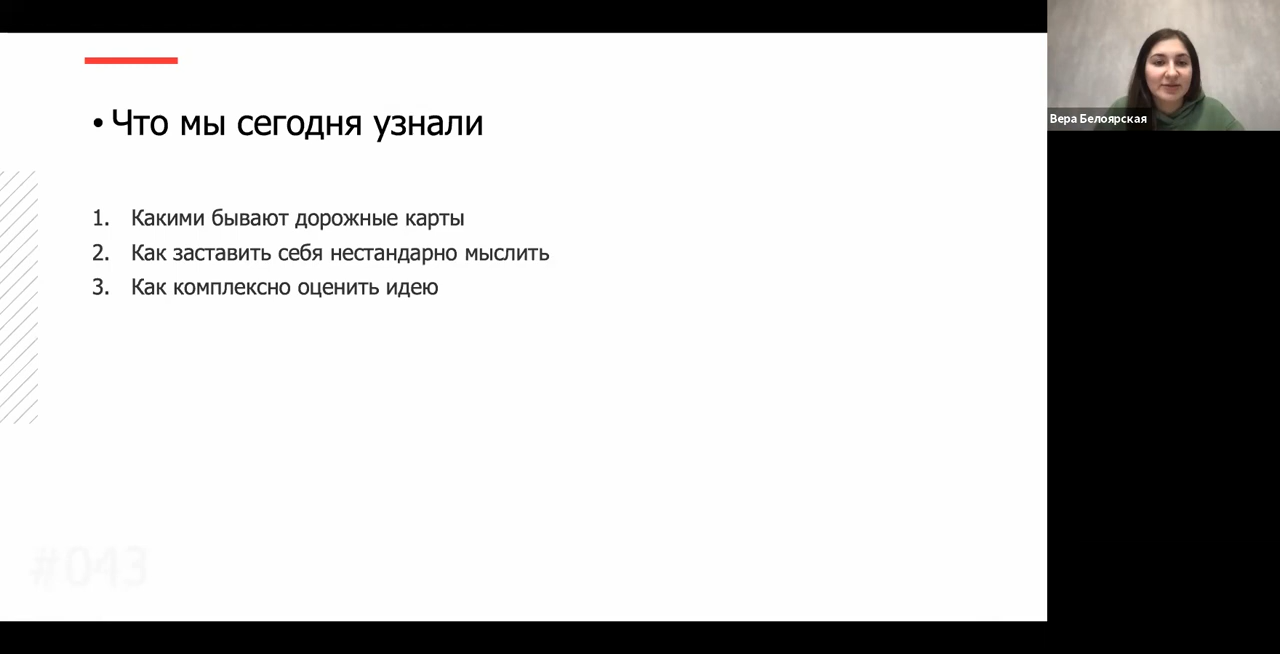 • Что мы сегодня узнали
1. Какими бывают дорожные карты
2. Как заставить себя нестандарно мыслить
3. Как комплексно оценить идею
#043
Вера Белоярская